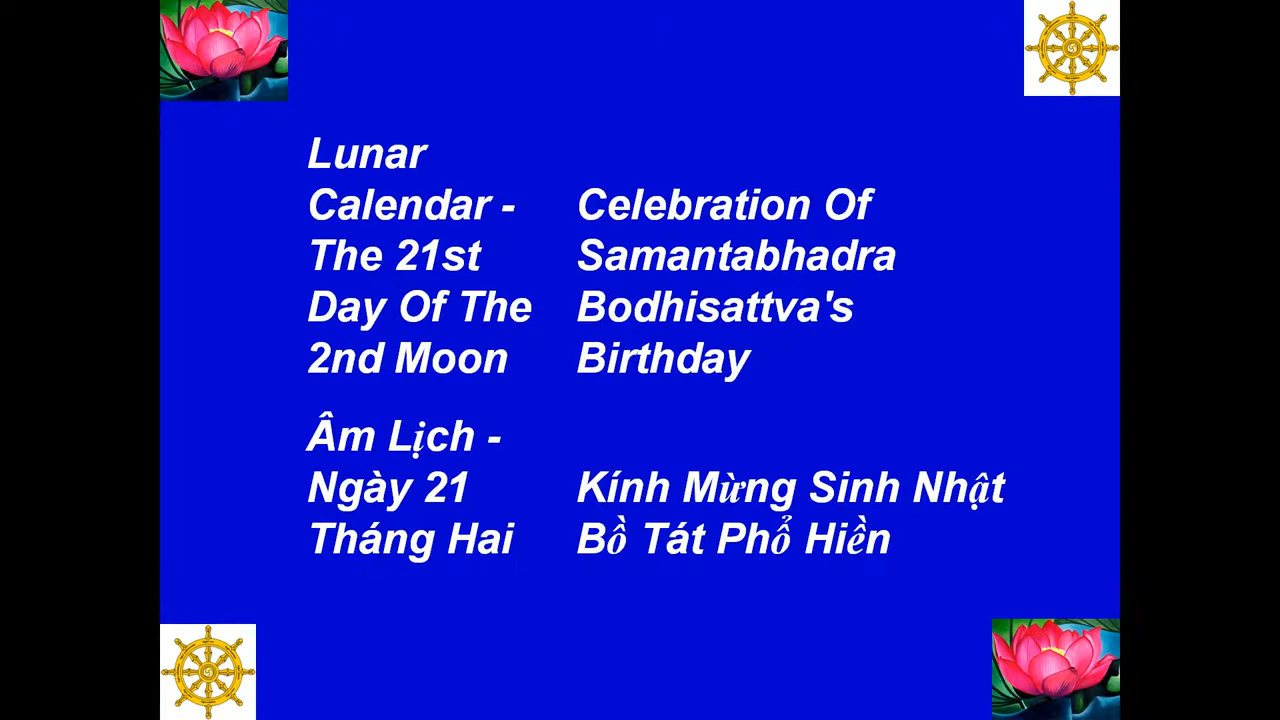 Lunar
Calendar -
The 21st
Day Of The
2nd Moon
Celebration Of
Samantabhadra
Bodhisattva's
Birthday
Âm Lịch -
Ngày 21
Tháng Hai
Kính Mừng Sinh Nhật
Bồ Tát Phổ Hiền